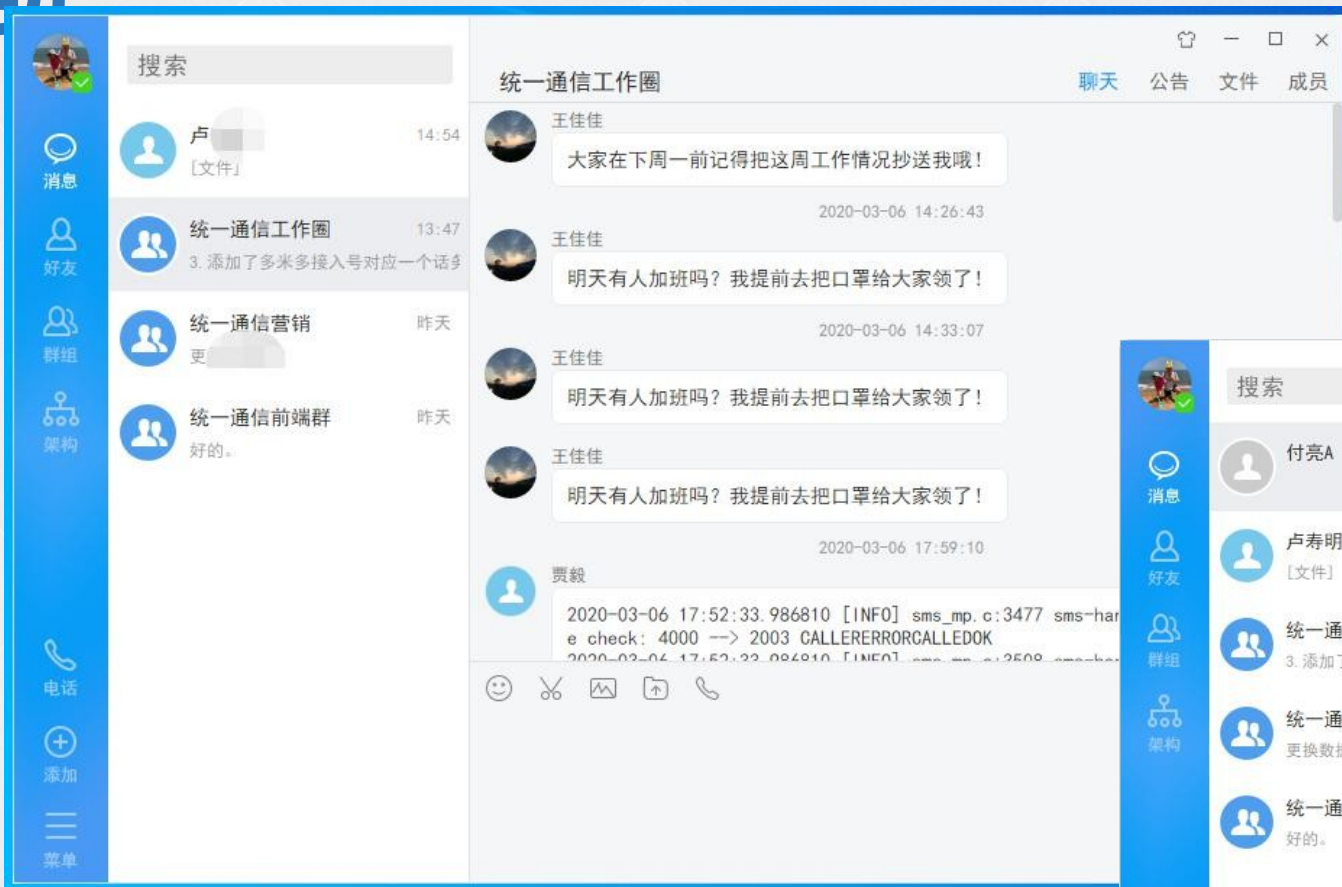 搜索
消息
好友
群组
架构
电话
添加
菜单
卢
14:54
[文件]
统一通信工作圈
13:47
3. 添加了多米多接入号对应一个话务
统一通信营销
昨天
更
统一通信前端群
昨天
好的。
统一通信工作圈
聊天 公告 文件 成员
王佳佳
大家在下周一前记得把这周工作情况抄送我哦！
2020-03-06 14:26:43
王佳佳
明天有人加班吗？我提前去把口罩给大家领了！
2020-03-06 14:33:07
王佳佳
明天有人加班吗？我提前去把口罩给大家领了！
王佳佳
明天有人加班吗？我提前去把口罩给大家领了！
2020-03-06 17:59:10
贾毅
2020-03-06 17:52:33.986810 [INFO] sms_mp.c:3477 sms-han
e check: 4000 --> 2003 CALLERERRORCALLEDOK
2020-03-06 17:52:33.986810 [INFO] sms_mp.c:3508
搜索
消息
好友
群组
架构
付亮A
卢寿明
[文件]
统一通
3. 添加了
统一通
更换数据
统一通
好的。